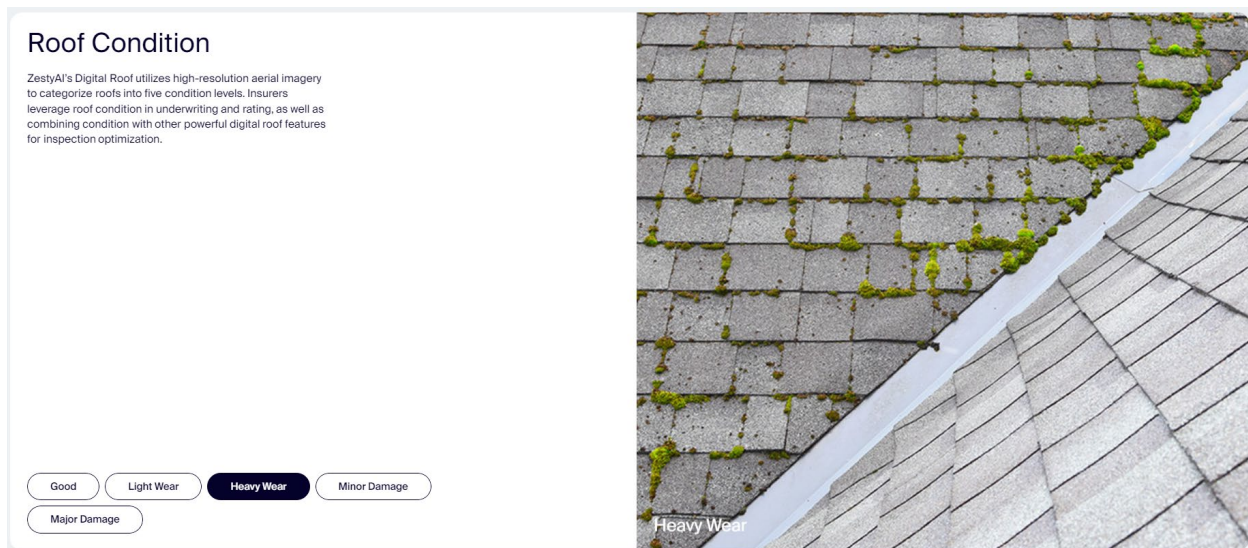 Roof Condition
ZestyAI's Digital Roof utilizes high-resolution aerial imagery
to categorize roofs into five condition levels. Insurers
leverage roof condition in underwriting and rating, as well as
combining condition with other powerful digital roof features
for inspection optimization.
Good
Light Wear
Heavy Wear
Minor Damage
Major Damage
Heavy Wear